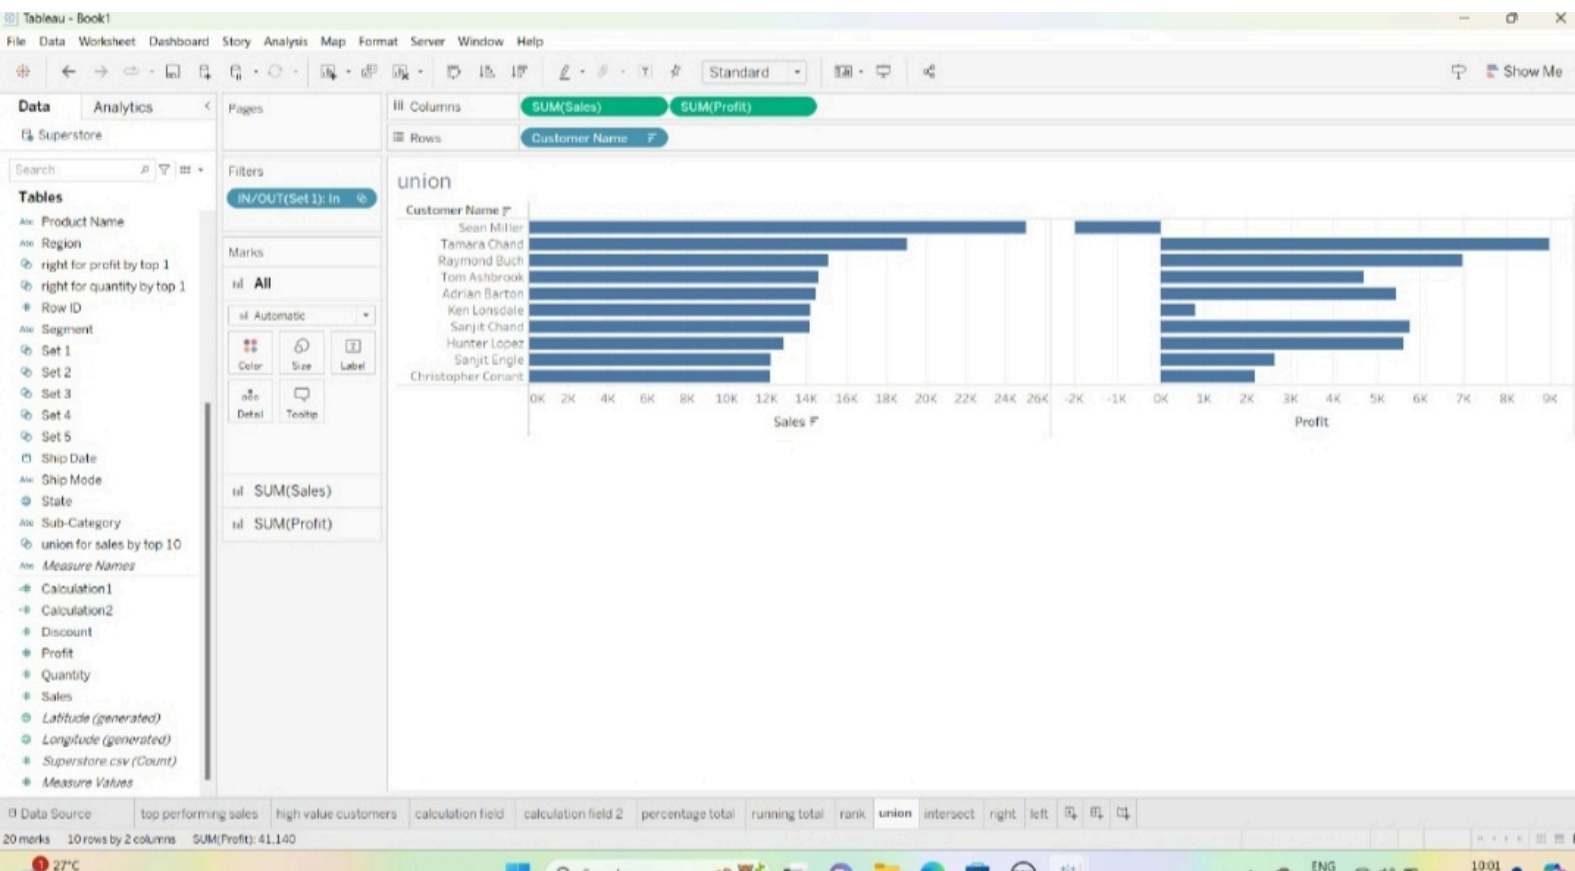 Tableau - Book1
File Data Worksheet Dashboard Story Analysis Map Format Server Window Help
Standard
Show Me
Data Analytics
Superstore
Search
Tables
Product Name
Region
right for profit by top 1
right for quantity by top 1
Row ID
Segment
Set 1
Set 2
Set 3
Set 4
Set 5
Ship Date
Ship Mode
State
Sub-Category
union for sales by top 10
Measure Names
Calculation1
Calculation2
Discount
Profit
Quantity
Sales
Latitude (generated)
Longitude (generated)
Superstore.csv (Count)
Measure Values
Pages
Filters
IN/OUT(Set 1): In
Marks
All
Automatic
Color Size Label
Detail Tooltip
SUM(Sales)
SUM(Profit)
Columns SUM(Sales) SUM(Profit)
Rows Customer Name
union
Customer Name
Sean Miller
Tamara Chand
Raymond Buch
Tom Ashbrook
Adrian Barton
Ken Lonsdale
Sanjit Chand
Hunter Lopez
Sanjit Engle
Christopher Conant
0K 2K 4K 6K 8K 10K 12K 14K 16K 18K 20K 22K 24K 26K -2K -1K 0K 1K 2K 3K 4K 5K 6K 7K 8K 9K
Sales Profit
Data Source top performing sales high value customers calculation field calculation field 2 percentage total running total rank union intersect right left
20 marks 10 rows by 2 columns SUM(Profit): 41,140
1 27°C ENG 10:01